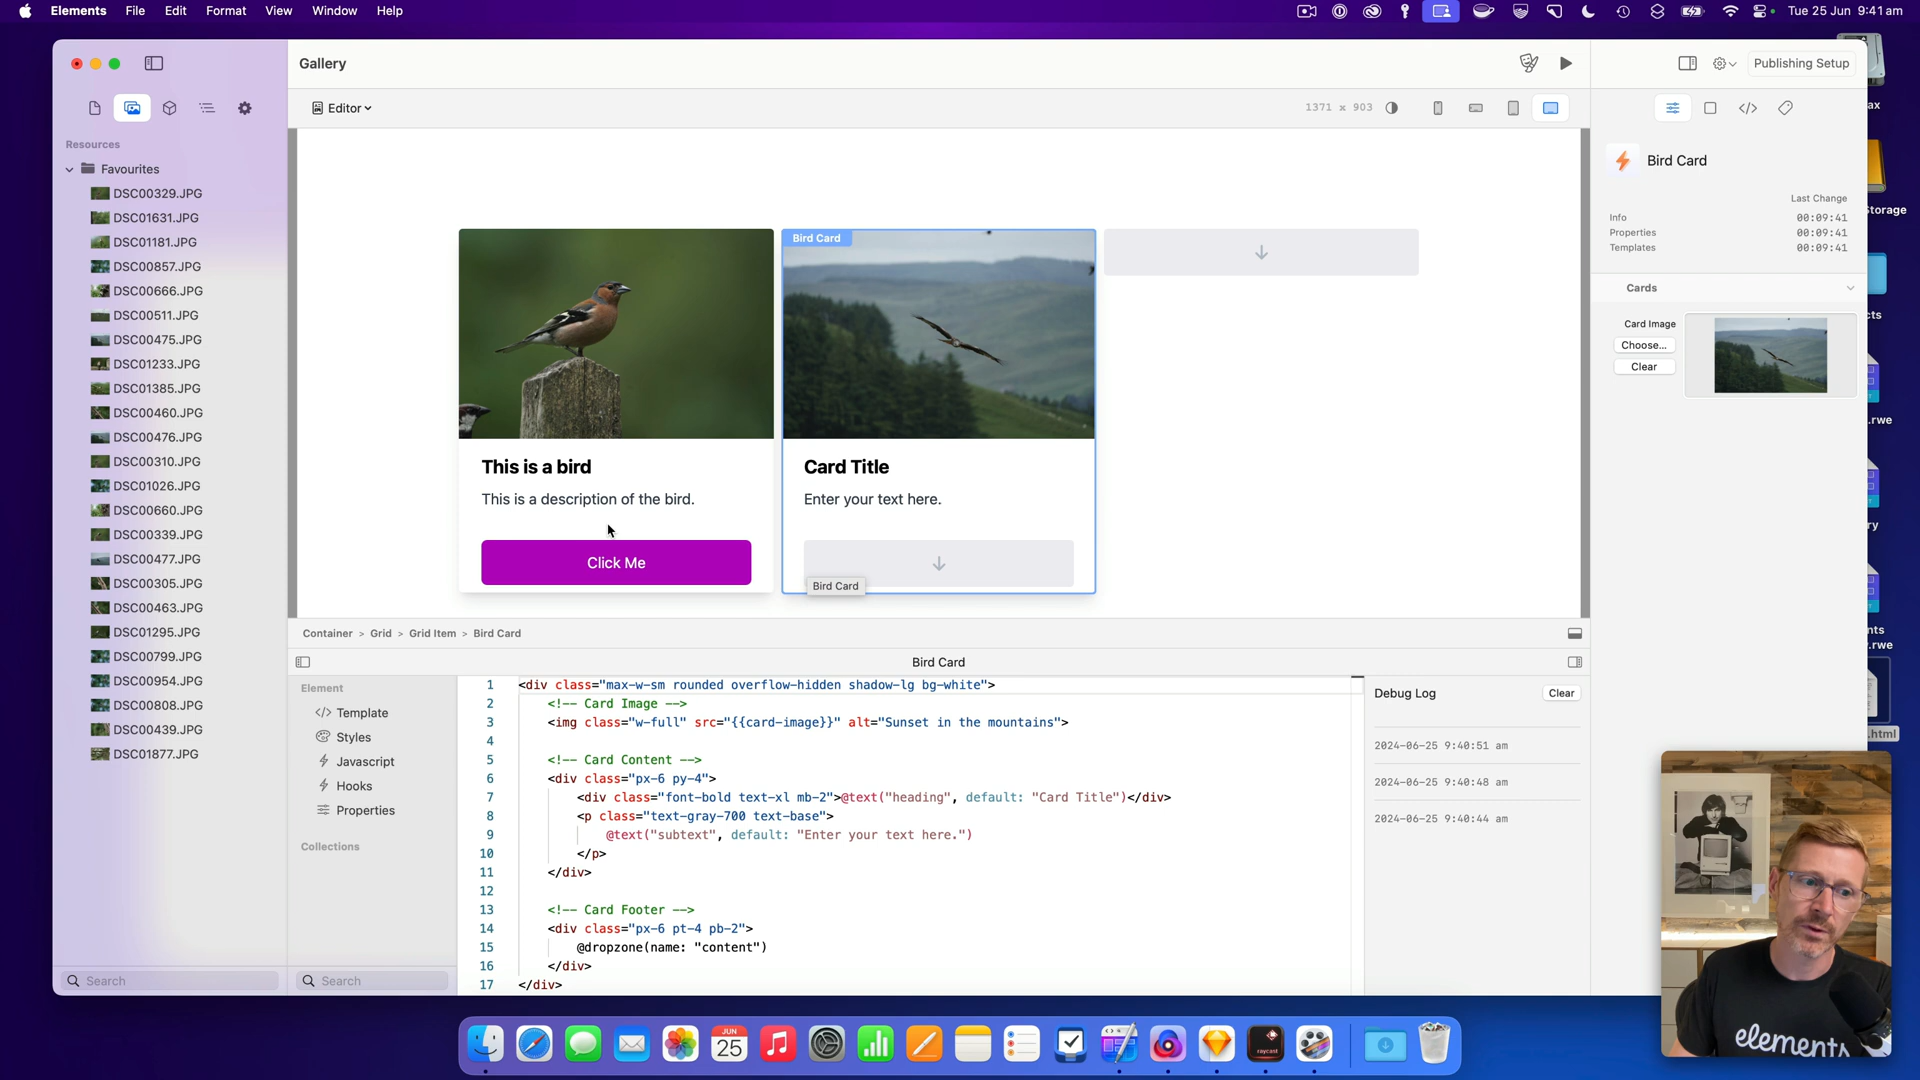 Elements File Edit Format View Window Help
Tue 25 Jun 9:41 am
Gallery
Publishing Setup
Editor
1371 × 903
Resources
Favourites
DSC00329.JPG
DSC01631.JPG
DSC01181.JPG
DSC00857.JPG
DSC00666.JPG
DSC00511.JPG
DSC00475.JPG
DSC01233.JPG
DSC01385.JPG
DSC00460.JPG
DSC00476.JPG
DSC00310.JPG
DSC01026.JPG
DSC00660.JPG
DSC00339.JPG
DSC00477.JPG
DSC00305.JPG
DSC00463.JPG
DSC01295.JPG
DSC00799.JPG
DSC00954.JPG
DSC00808.JPG
DSC00439.JPG
DSC01877.JPG
Search
Bird Card
This is a bird
This is a description of the bird.
Click Me
Card Title
Enter your text here.
Bird Card
Container > Grid > Grid Item > Bird Card
Bird Card
Element
</> Template
Styles
Javascript
Hooks
Properties
Collections
Search
1 <div class="max-w-sm rounded overflow-hidden shadow-lg bg-white">
2 <!-- Card Image -->
3 <img class="w-full" src="{{card-image}}" alt="Sunset in the mountains">
4
5 <!-- Card Content -->
6 <div class="px-6 py-4">
7 <div class="font-bold text-xl mb-2">@text("heading", default: "Card Title")</div>
8 <p class="text-gray-700 text-base">
9 @text("subtext", default: "Enter your text here.")
10 </p>
11 </div>
12
13 <!-- Card Footer -->
14 <div class="px-6 pt-4 pb-2">
15 @dropzone(name: "content")
16 </div>
17 </div>
Debug Log
Clear
2024-06-25 9:40:51 am
2024-06-25 9:40:48 am
2024-06-25 9:40:44 am
Bird Card
Last Change
Info 00:09:41
Properties 00:09:41
Templates 00:09:41
Cards
Card Image
Choose...
Clear
ax
Storage
cts
.rwe
ry
nts
.rwe
.html
JUN
25
raycast
elements